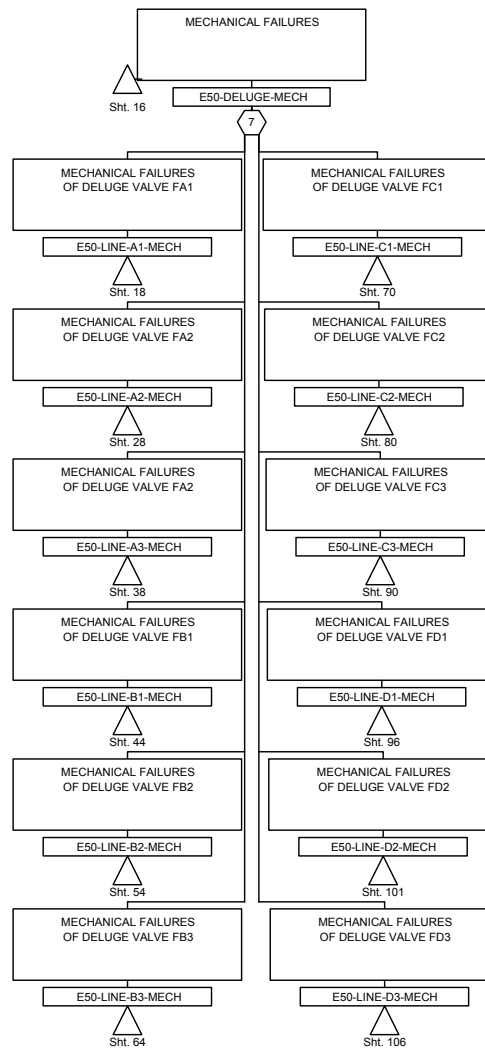 MECHANICAL FAILURES
Sht. 16
E50-DELUGE-MECH
7
MECHANICAL FAILURES
OF DELUGE VALVE FA1
E50-LINE-A1-MECH
Sht. 18
MECHANICAL FAILURES
OF DELUGE VALVE FC1
E50-LINE-C1-MECH
Sht. 70
MECHANICAL FAILURES
OF DELUGE VALVE FA2
E50-LINE-A2-MECH
Sht. 28
MECHANICAL FAILURES
OF DELUGE VALVE FC2
E50-LINE-C2-MECH
Sht. 80
MECHANICAL FAILURES
OF DELUGE VALVE FA2
E50-LINE-A3-MECH
Sht. 38
MECHANICAL FAILURES
OF DELUGE VALVE FC3
E50-LINE-C3-MECH
Sht. 90
MECHANICAL FAILURES
OF DELUGE VALVE FB1
E50-LINE-B1-MECH
Sht. 44
MECHANICAL FAILURES
OF DELUGE VALVE FD1
E50-LINE-D1-MECH
Sht. 96
MECHANICAL FAILURES
OF DELUGE VALVE FB2
E50-LINE-B2-MECH
Sht. 54
MECHANICAL FAILURES
OF DELUGE VALVE FD2
E50-LINE-D2-MECH
Sht. 101
MECHANICAL FAILURES
OF DELUGE VALVE FB3
E50-LINE-B3-MECH
Sht. 64
MECHANICAL FAILURES
OF DELUGE VALVE FD3
E50-LINE-D3-MECH
Sht. 106